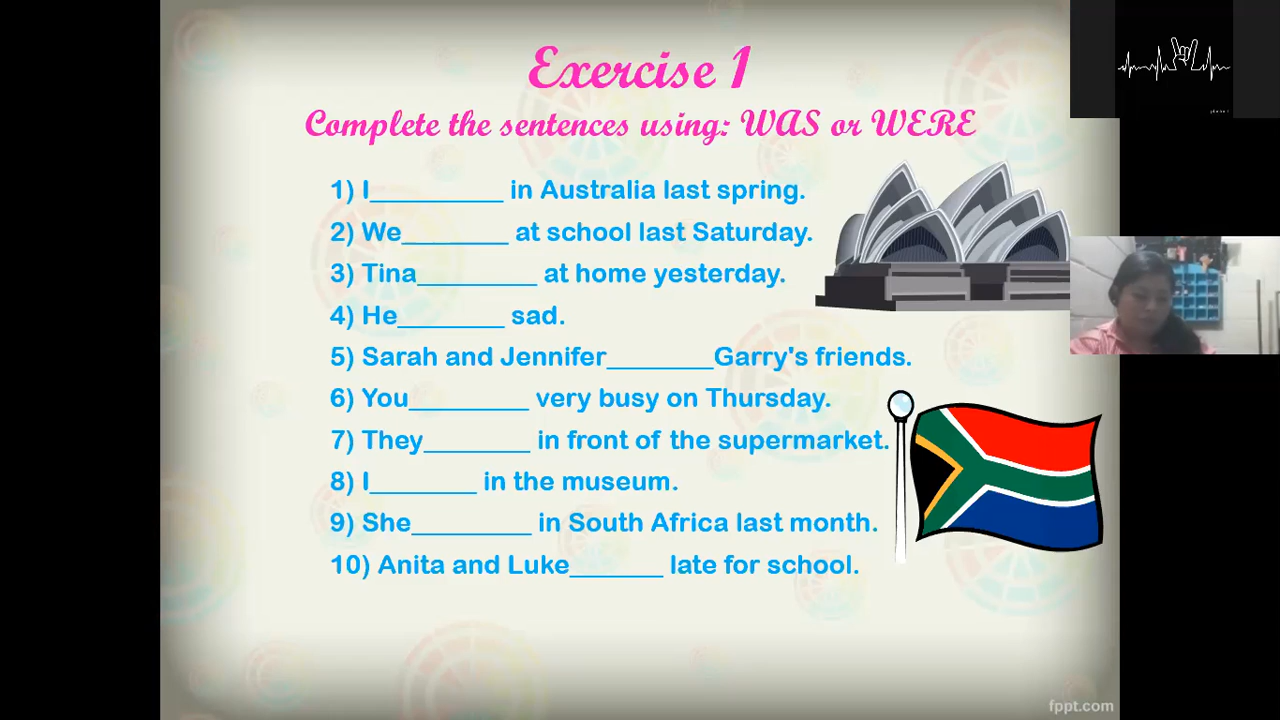 Exercise 1
Complete the sentences using: WAS or WERE
1) I__________ in Australia last spring.
2) We________ at school last Saturday.
3) Tina_________ at home yesterday.
4) He________ sad.
5) Sarah and Jennifer________Garry's friends.
6) You_________ very busy on Thursday.
7) They________ in front of the supermarket.
8) I________ in the museum.
9) She_________ in South Africa last month.
10) Anita and Luke_______ late for school.
fppt.com